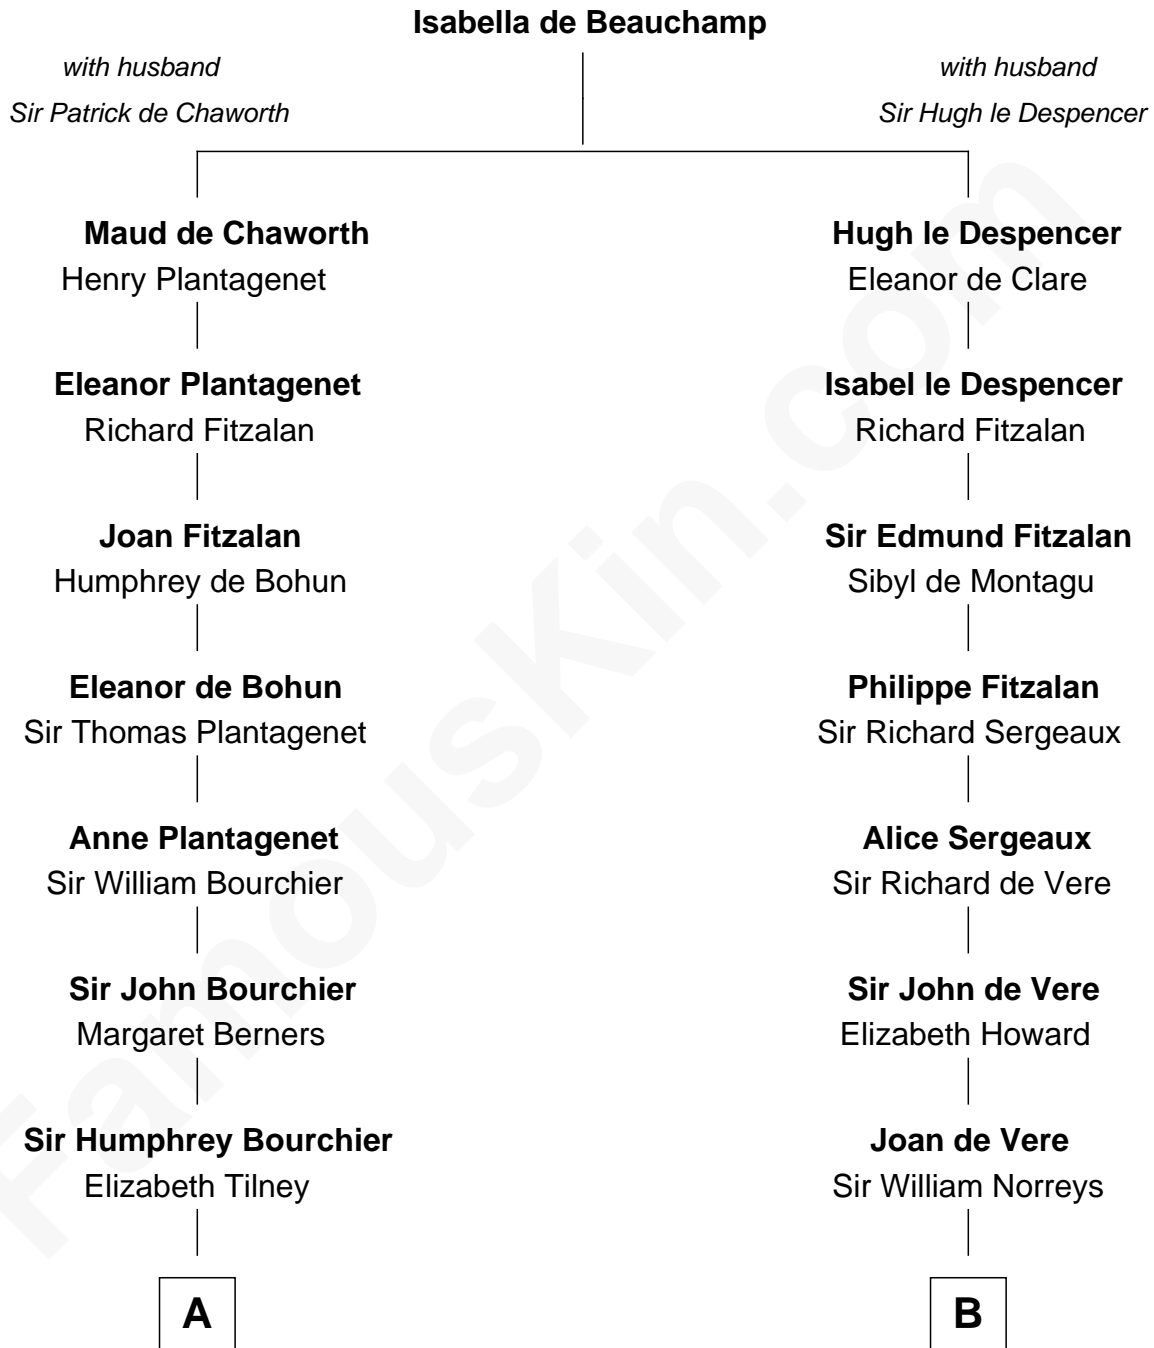 Isabella de Beauchamp
with husband
Sir Patrick de Chaworth
with husband
Sir Hugh le Despencer
Maud de Chaworth
Henry Plantagenet
Hugh le Despencer
Eleanor de Clare
Eleanor Plantagenet
Richard Fitzalan
Isabel le Despencer
Richard Fitzalan
Joan Fitzalan
Humphrey de Bohun
Sir Edmund Fitzalan
Sibyl de Montagu
Eleanor de Bohun
Sir Thomas Plantagenet
Philippe Fitzalan
Sir Richard Sergeaux
Anne Plantagenet
Sir William Bourchier
Alice Sergeaux
Sir Richard de Vere
Sir John Bourchier
Margaret Berners
Sir John de Vere
Elizabeth Howard
Sir Humphrey Bourchier
Elizabeth Tilney
Joan de Vere
Sir William Norreys
A
B
FamousKin.com